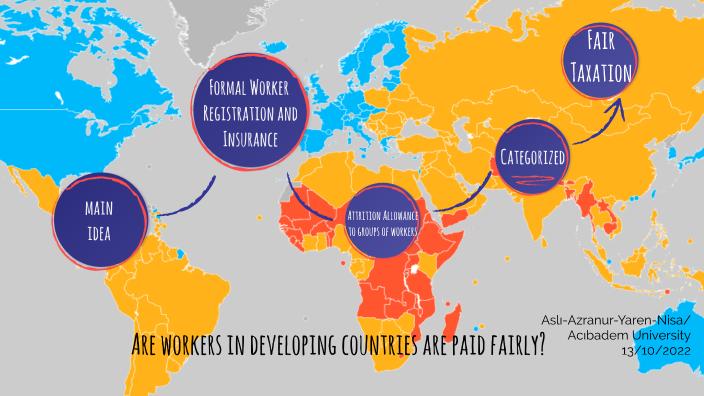 MAIN
IDEA
FORMAL WORKER
REGISTRATION AND
INSURANCE
ATTRITION ALLOWANCE
TO GROUPS OF WORKERS
CATEGORIZED
FAIR
TAXATION
ARE WORKERS IN DEVELOPING COUNTRIES ARE PAID FAIRLY?
Aslı-Azranur-Yaren-Nisa/
Acıbadem University
13/10/2022